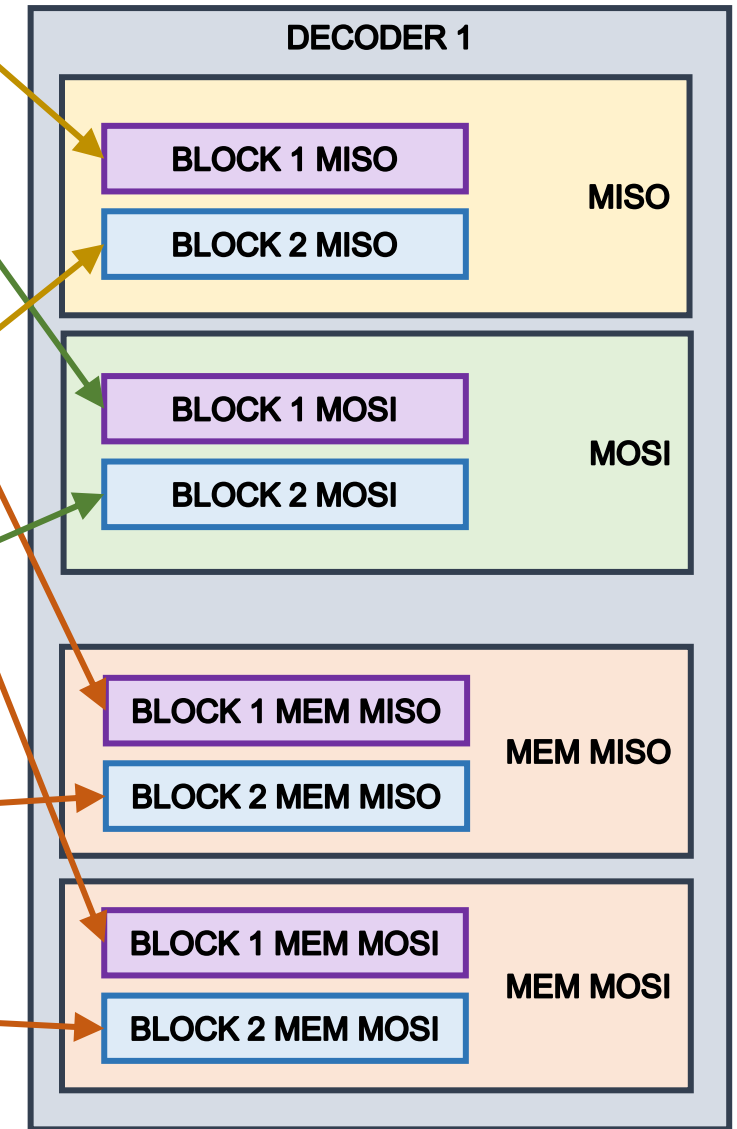 DECODER 1
BLOCK 1 MISO
MISO
BLOCK 2 MISO
BLOCK 1 MOSI
MOSI
BLOCK 2 MOSI
BLOCK 1 MEM MISO
MEM MISO
BLOCK 2 MEM MISO
BLOCK 1 MEM MOSI
MEM MOSI
BLOCK 2 MEM MOSI